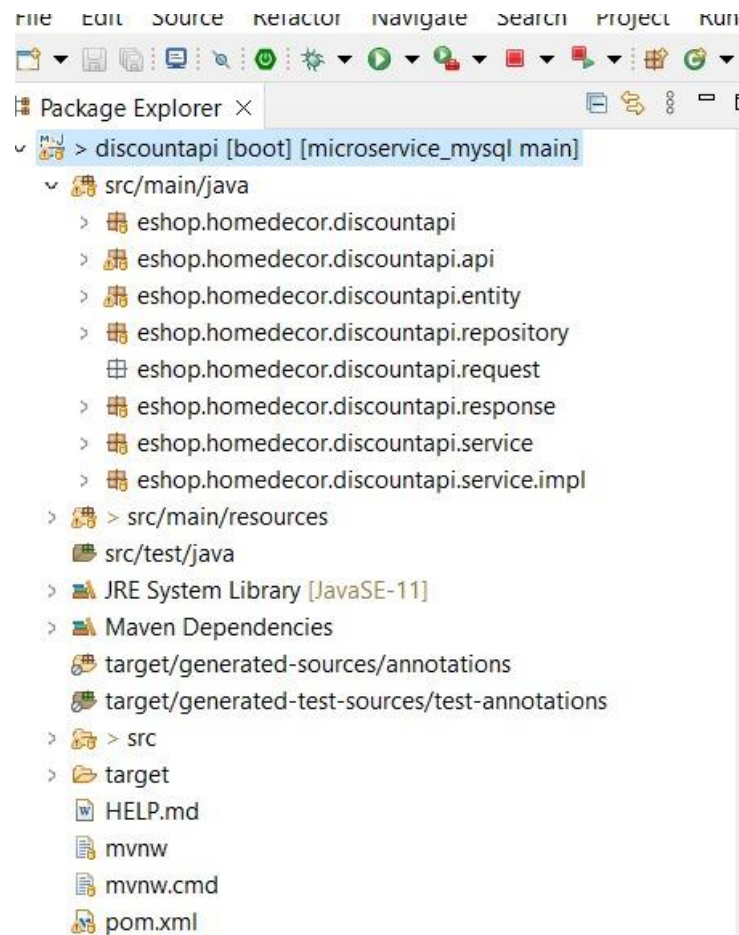 File Edit Source Refactor Navigate Search Project Run
Package Explorer
> discountapi [boot] [microservice_mysql main]
src/main/java
eshop.homedecor.discountapi
eshop.homedecor.discountapi.api
eshop.homedecor.discountapi.entity
eshop.homedecor.discountapi.repository
eshop.homedecor.discountapi.request
eshop.homedecor.discountapi.response
eshop.homedecor.discountapi.service
eshop.homedecor.discountapi.service.impl
> src/main/resources
src/test/java
JRE System Library [JavaSE-11]
Maven Dependencies
target/generated-sources/annotations
target/generated-test-sources/test-annotations
> src
target
HELP.md
mvnw
mvnw.cmd
pom.xml